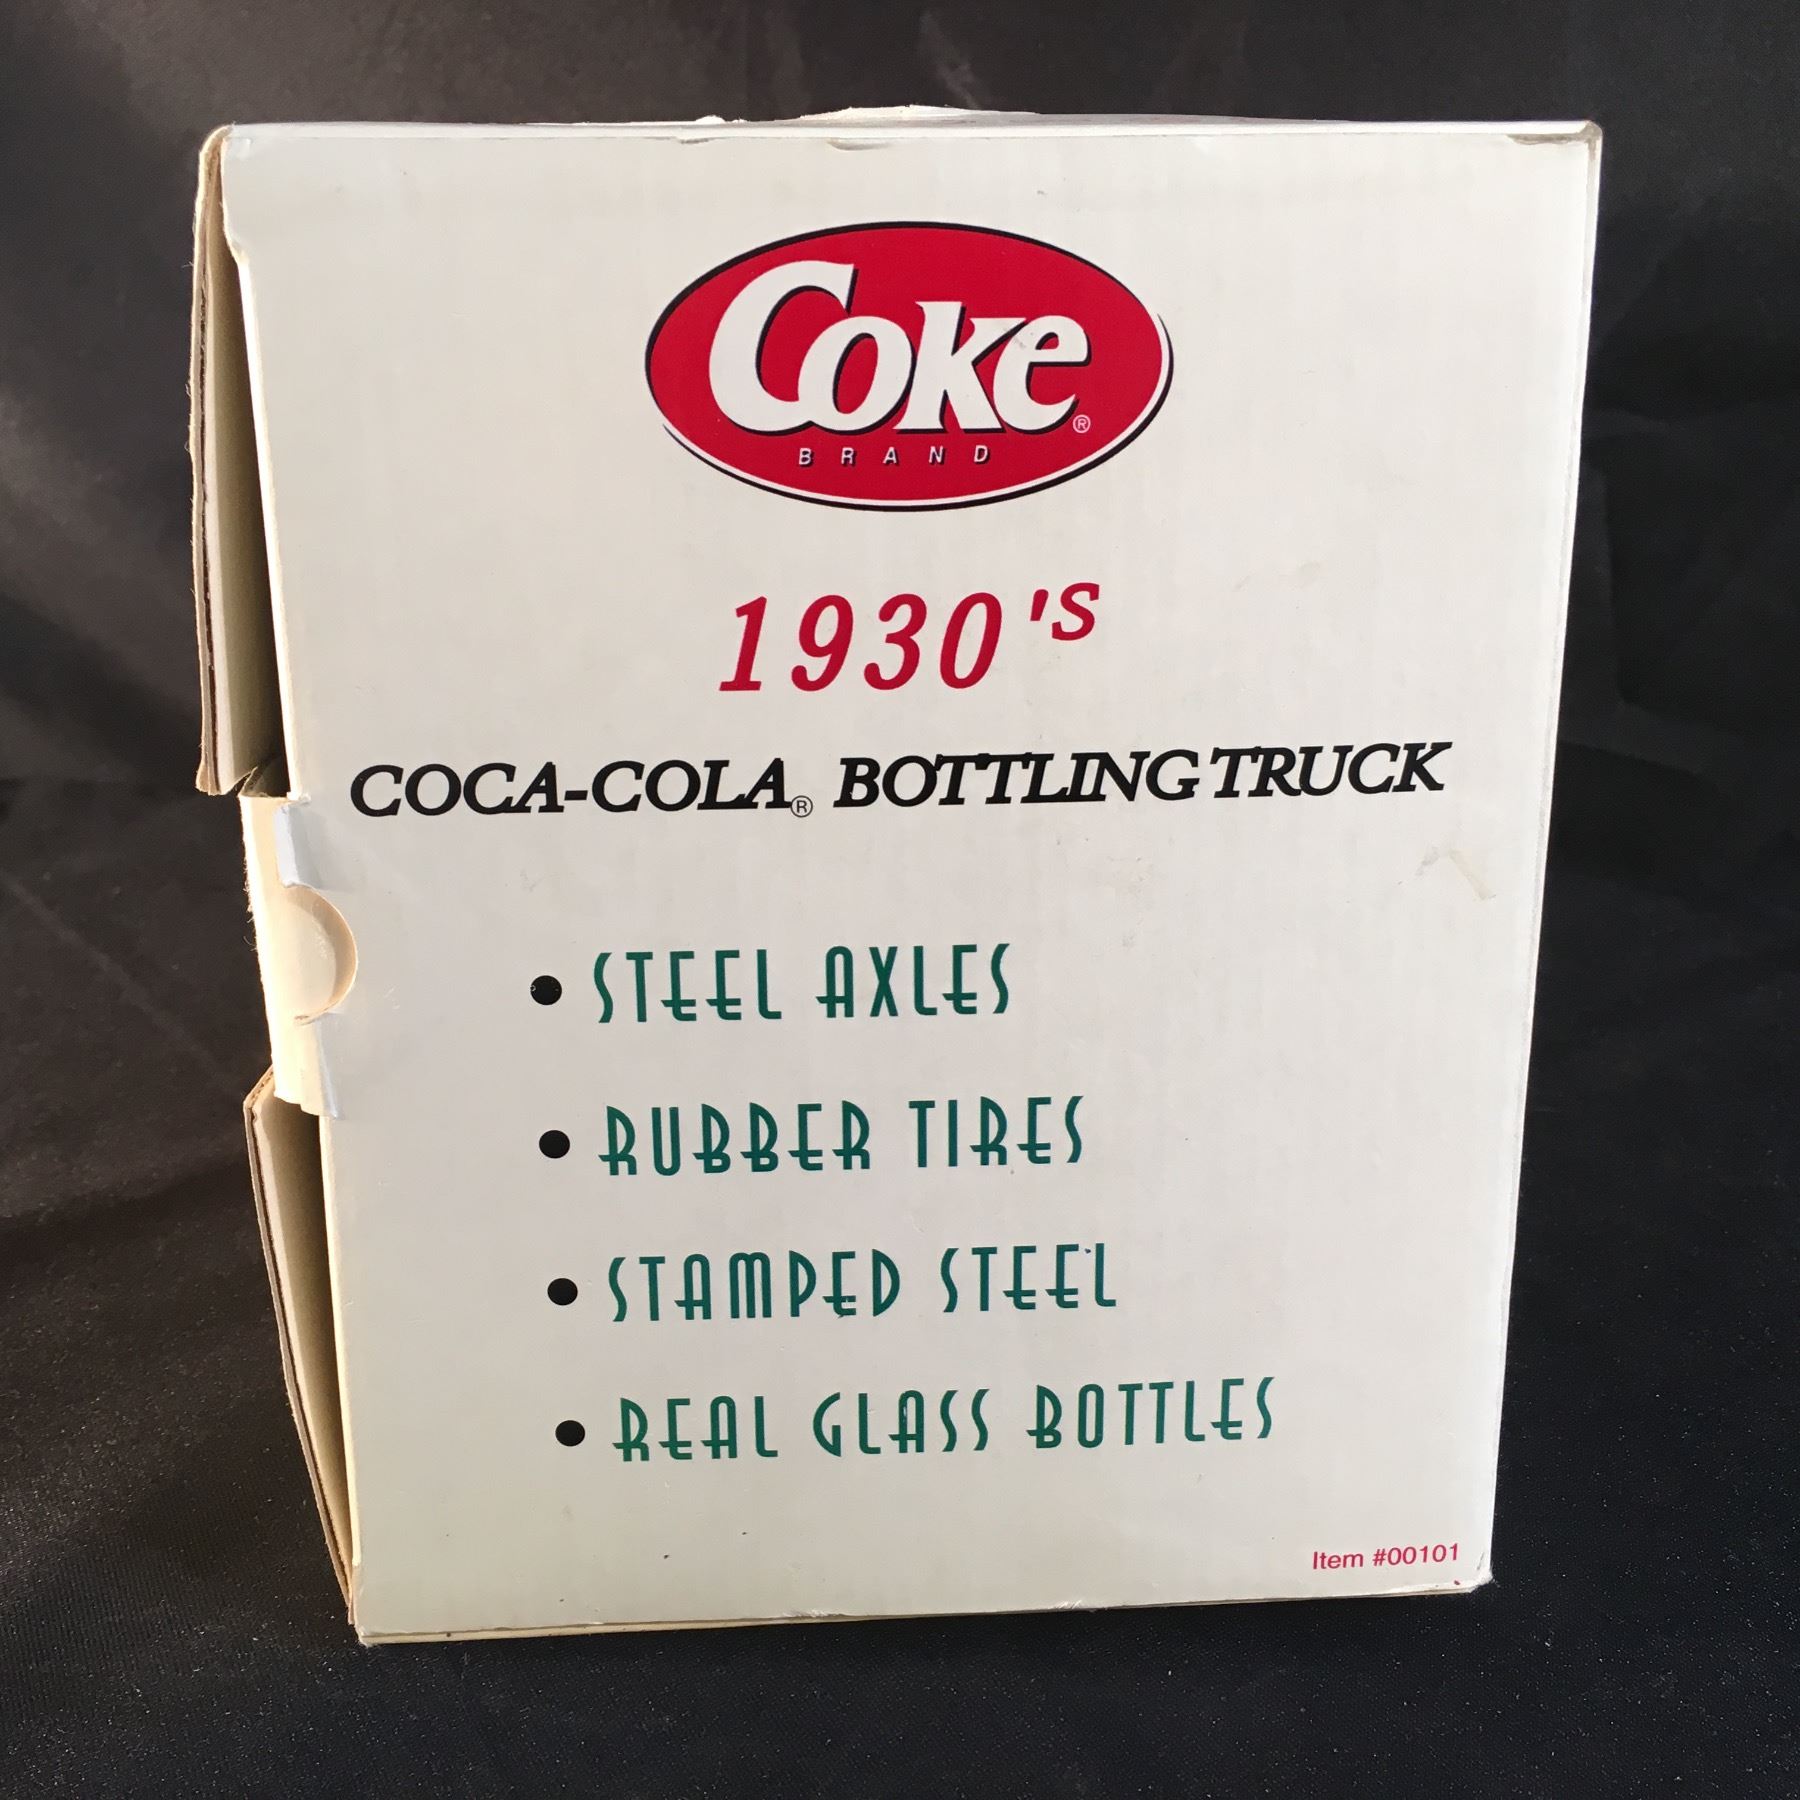 Coke®
BRAND
1930's
COCA-COLA® BOTTLING TRUCK
• STEEL AXLES
• RUBBER TIRES
• STAMPED STEEL
• REAL GLASS BOTTLES
Item #00101